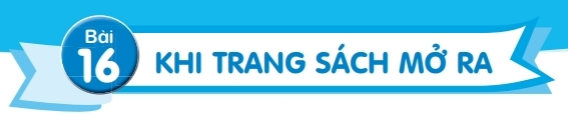 Bài
16
KHI TRANG SÁCH MỞ RA